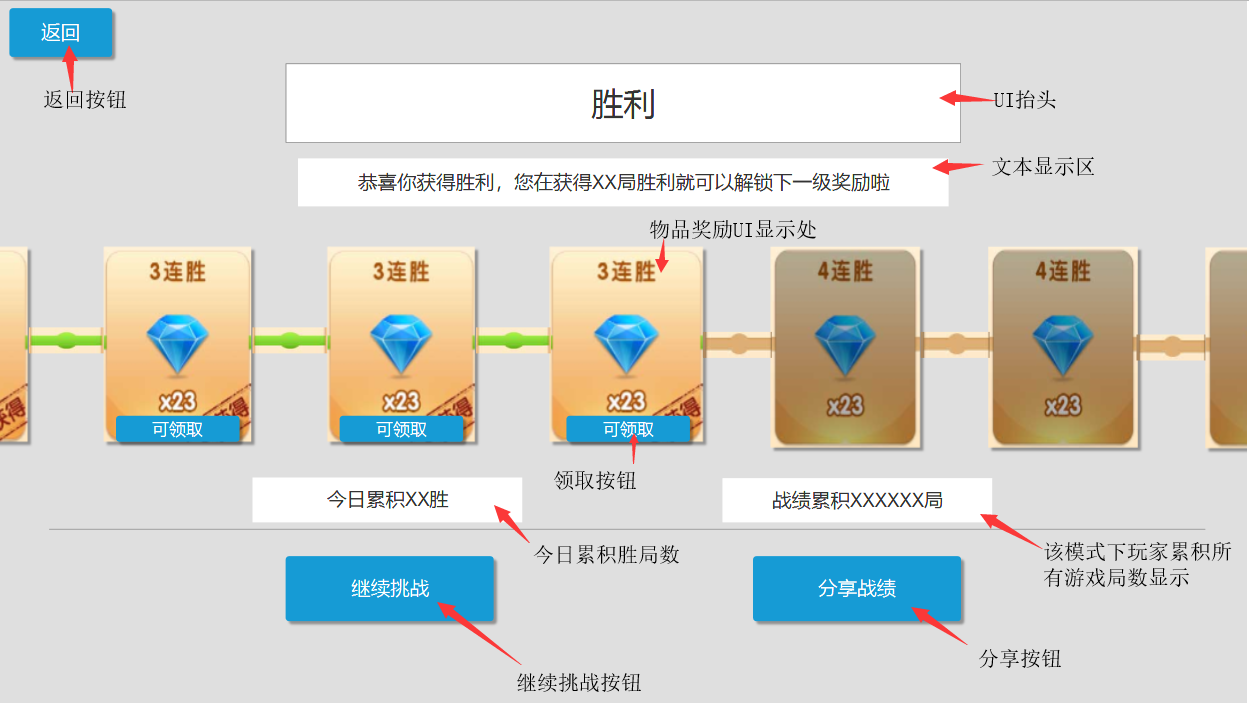 返回
返回按钮
胜利
UI抬头
恭喜你获得胜利，您在获得XX局胜利就可以解锁下一级奖励啦
文本显示区
物品奖励UI显示处
3连胜
3连胜
3连胜
4连胜
4连胜
x23
x23
x23
x23
x23
获得
获得
可领取
可领取
可领取
领取按钮
今日累积XX胜
战绩累积XXXXXX局
今日累积胜局数
该模式下玩家累积所
有游戏局数显示
继续挑战
分享战绩
继续挑战按钮
分享按钮